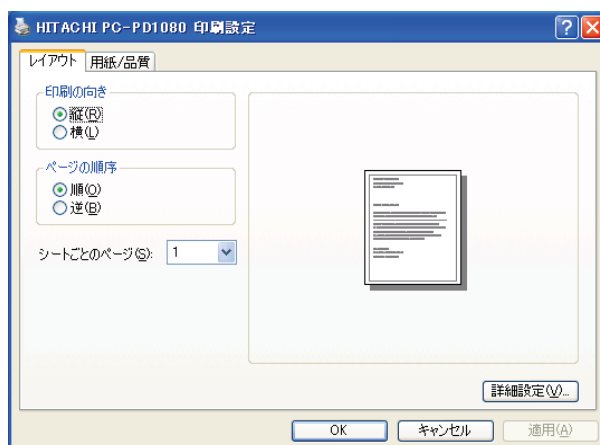 HITACHI PC-PD1080 印刷設定
レイアウト 用紙/品質
印刷の向き
縦(R)
横(L)
ページの順序
順(O)
逆(B)
シートごとのページ(S): 1
詳細設定(V)...
OK キャンセル 適用(A)